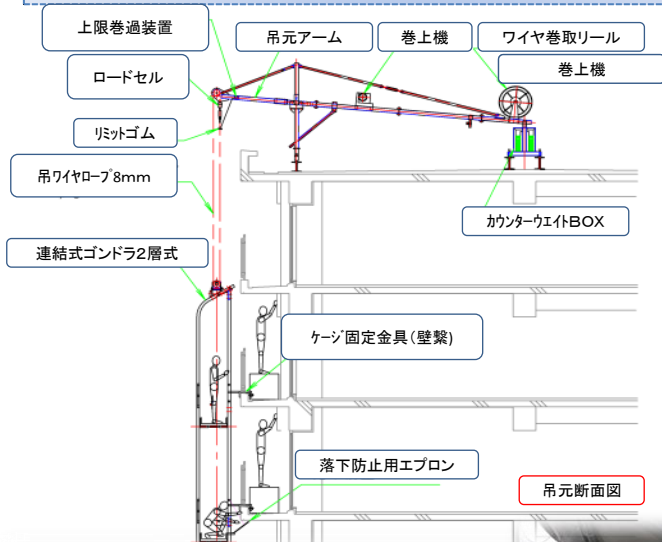 上限巻過装置
吊元アーム
巻上機
ワイヤ巻取りリール
巻上機
ロードセル
リミットゴム
吊ワイヤロープ8mm
カウンターウエイトBOX
連結式ゴンドラ2層式
ケージ固定金具(壁繋)
落下防止用エプロン
吊元断面図